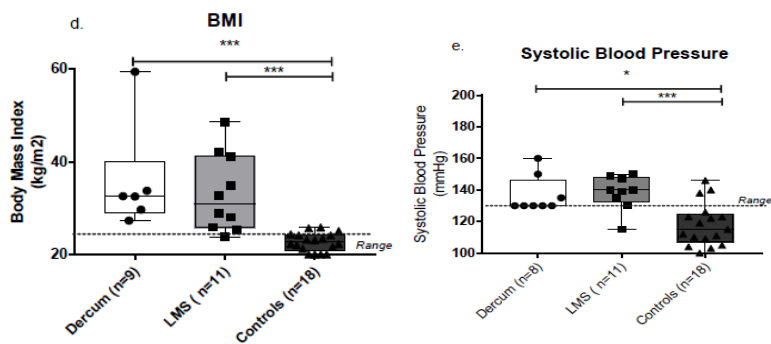 d.
BMI
***
***
60
40
20
Body Mass Index
(kg/m2)
Range
Dercum (n=9)
LMS ( n=11)
Controls (n=18)
e.
Systolic Blood Pressure
*
***
200
180
160
140
120
100
Systolic Blood Pressure
(mmHg)
Range
Dercum (n=8)
LMS ( n=11)
Controls (n=18)